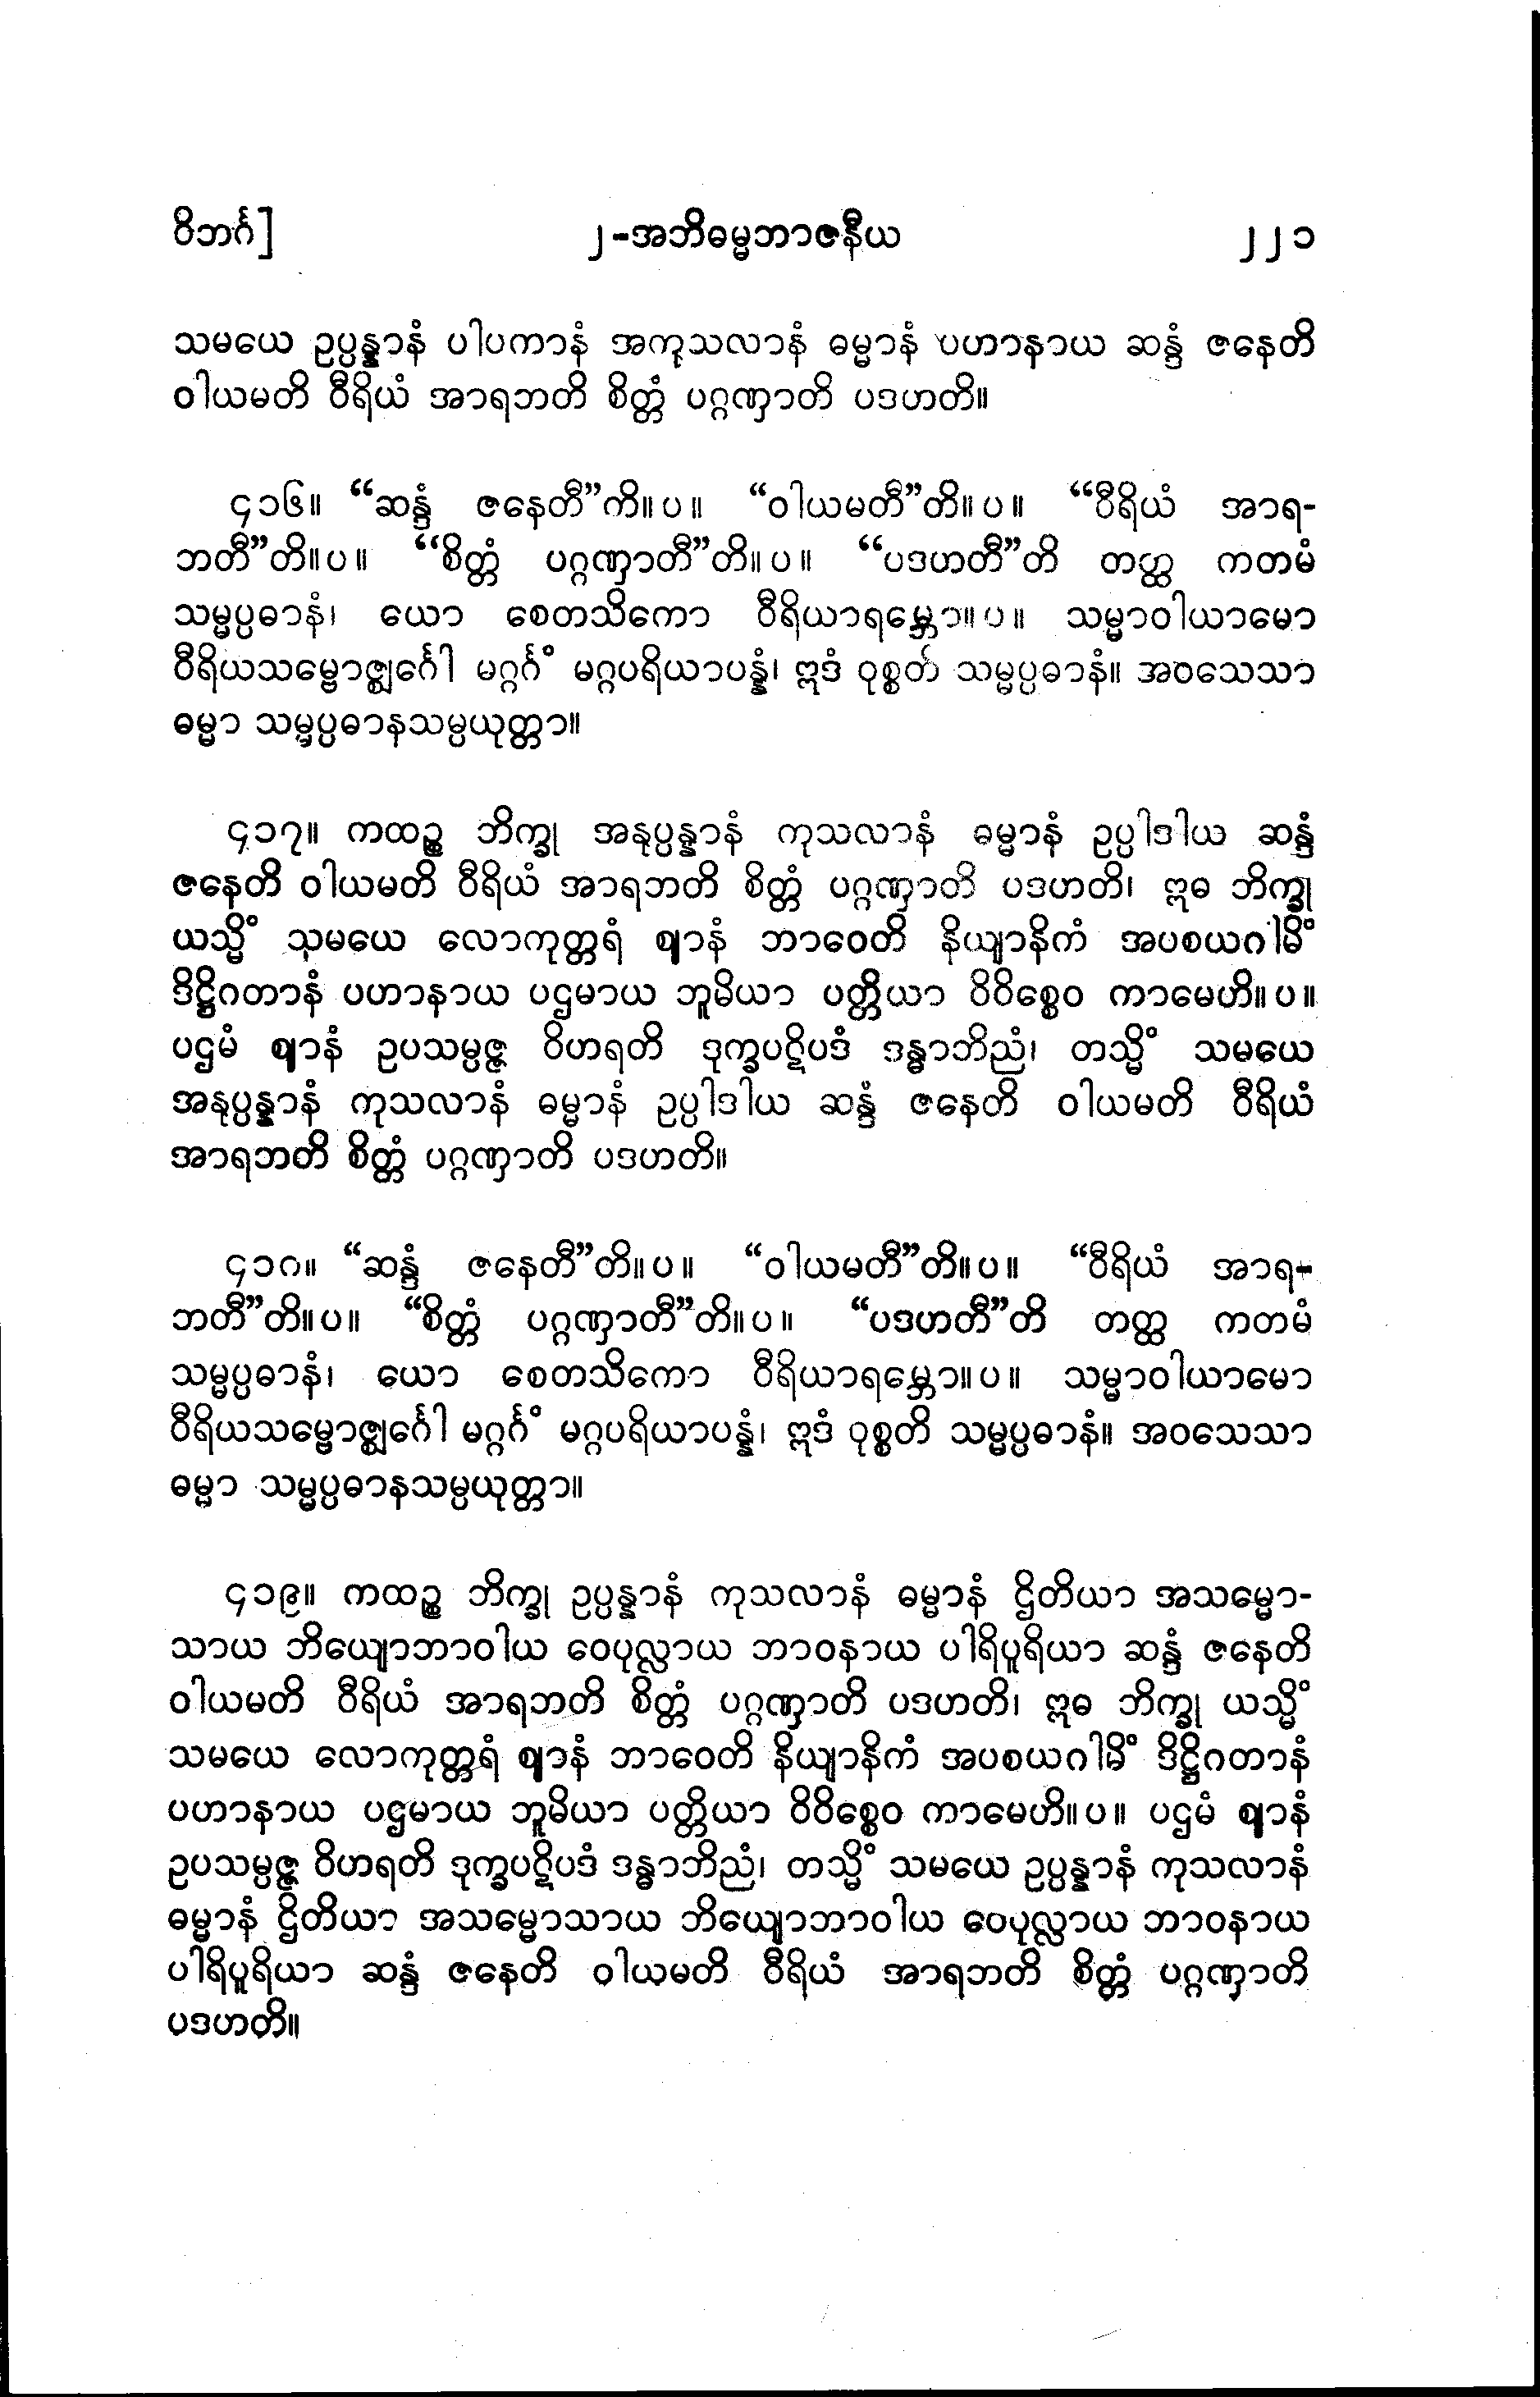 ဝိဘင်္ဂ]
၂-အဘိဓမ္မဘာဇနီယ
၂၂၁
သမယေ ဥပ္ပန္နာနံ ပါပကာနံ အကုသလာနံ ဓမ္မာနံ ပဟာနာယ ဆန္ဒံ ဇနေတိ
ဝါယမတိ ဝီရိယံ အာရဘတိ စိတ္တံ ပဂ္ဂဏှာတိ ပဒဟတိ။
၄၁၆။ “ဆန္ဒံ ဇနေတီ”ကိ။ပ။ “ဝါယမတီ”တိ။ပ။ “ဝီရိယံ အာရ-
ဘတီ”တိ။ပ။ “စိတ္တံ ပဂ္ဂဏှာတီ”တိ။ပ။ “ပဒဟတီ”တိ တတ္ထ ကတမံ
သမ္မပ္ပဓာနံ၊ ယော စေတသိကော ဝီရိယာရမ္ဘော။ပ။ သမ္မာဝါယာမော
ဝီရိယသမ္ဗောဇ္ဈင်္ဂေါ မဂ္ဂင်္ဂံ မဂ္ဂပရိယာပန္နံ၊ ဣဒံ ဝုစ္စတိ သမ္မပ္ပဓာနံ။ အဝသေသာ
ဓမ္မာ သမ္မပ္ပဓာနသမ္ပယုတ္တာ။
၄၁၇။ ကထဉ္စ ဘိက္ခု အနုပ္ပန္နာနံ ကုသလာနံ ဓမ္မာနံ ဥပ္ပါဒါယ ဆန္ဒံ
ဇနေတိ ဝါယမတိ ဝီရိယံ အာရဘတိ စိတ္တံ ပဂ္ဂဏှာတိ ပဒဟတိ၊ ဣဓ ဘိက္ခု
ယသ္မိံ သမယေ လောကုတ္တရံ ဈာနံ ဘာဝေတိ နိယျာနိကံ အပစယဂါမိံ
ဒိဋ္ဌိဂတာနံ ပဟာနာယ ပဌမာယ ဘူမိယာ ပတ္တိယာ ဝိဝိစ္စေဝ ကာမေဟိ။ပ။
ပဌမံ ဈာနံ ဥပသမ္ပဇ္ဇ ဝိဟရတိ ဒုက္ခပဋိပဒံ ဒန္ဓာဘိညံ၊ တသ္မိံ သမယေ
အနုပ္ပန္နာနံ ကုသလာနံ ဓမ္မာနံ ဥပ္ပါဒါယ ဆန္ဒံ ဇနေတိ ဝါယမတိ ဝီရိယံ
အာရဘတိ စိတ္တံ ပဂ္ဂဏှာတိ ပဒဟတိ။
၄၁၈။ “ဆန္ဒံ ဇနေတီ”တိ။ပ။ “ဝါယမတီ”တိ။ပ။ “ဝီရိယံ အာရ-
ဘတီ”တိ။ပ။ “စိတ္တံ ပဂ္ဂဏှာတီ”တိ။ပ။ “ပဒဟတီ”တိ တတ္ထ ကတမံ
သမ္မပ္ပဓာနံ၊ ယော စေတသိကော ဝီရိယာရမ္ဘော။ပ။ သမ္မာဝါယာမော
ဝီရိယသမ္ဗောဇ္ဈင်္ဂေါ မဂ္ဂင်္ဂံ မဂ္ဂပရိယာပန္နံ၊ ဣဒံ ဝုစ္စတိ သမ္မပ္ပဓာနံ။ အဝသေသာ
ဓမ္မာ သမ္မပ္ပဓာနသမ္ပယုတ္တာ။
၄၁၉။ ကထဉ္စ ဘိက္ခု ဥပ္ပန္နာနံ ကုသလာနံ ဓမ္မာနံ ဌိတိယာ အသမ္မော-
သာယ ဘိယျောဘာဝါယ ဝေပုလ္လာယ ဘာဝနာယ ပါရိပူရိယာ ဆန္ဒံ ဇနေတိ
ဝါယမတိ ဝီရိယံ အာရဘတိ စိတ္တံ ပဂ္ဂဏှာတိ ပဒဟတိ၊ ဣဓ ဘိက္ခု ယသ္မိံ
သမယေ လောကုတ္တရံ ဈာနံ ဘာဝေတိ နိယျာနိကံ အပစယဂါမိံ ဒိဋ္ဌိဂတာနံ
ပဟာနာယ ပဌမာယ ဘူမိယာ ပတ္တိယာ ဝိဝိစ္စေဝ ကာမေဟိ။ပ။ ပဌမံ ဈာနံ
ဥပသမ္ပဇ္ဇ ဝိဟရတိ ဒုက္ခပဋိပဒံ ဒန္ဓာဘိညံ၊ တသ္မိံ သမယေ ဥပ္ပန္နာနံ ကုသလာနံ
ဓမ္မာနံ ဌိတိယာ အသမ္မောသာယ ဘိယျောဘာဝါယ ဝေပုလ္လာယ ဘာဝနာယ
ပါရိပူရိယာ ဆန္ဒံ ဇနေတိ ဝါယမတိ ဝီရိယံ အာရဘတိ စိတ္တံ ပဂ္ဂဏှာတိ
ပဒဟတိ။